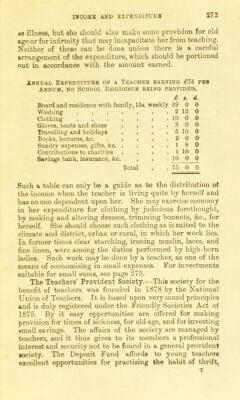 INCOME AND EXPENDITURE 273
as illness, but she should also make some provision for old
age or for infirmity that may incapacitate her from teaching.
Neither of these can be done unless there is a careful
arrangement of the expenditure, which should be portioned
out in accordance with the amount earned.
ANNUAL EXPENDITURE OF A TEACHER EARNING £75 PER
ANNUM, NO SCHOOL RESIDENCE BEING PROVIDED.
£ s. d.
Board and residence with family, 15s. weekly 39 0 0
Washing . . . . . 2 12 0
Clothing . . . . . 10 0 0
Gloves, boots and shoes . . . . 3 0 0
Travelling and holidays . . . . 5 10 0
Books, lectures, &c. . . . . 2 0 0
Sundry expenses, gifts, &c. . . . . 1 8 0
Contributions to charities . . . . 1 10 0
Savings bank, insurance, &c. . . . . 10 0 0
Total . 75 0 0
Such a table can only be a guide as to the distribution of
the income when the teacher is living quite by herself and
has no one dependent upon her. She may exercise economy
in her expenditure for clothing by judicious forethought,
by making and altering dresses, trimming bonnets, &c., for
herself. She should choose such clothing as is suited to the
climate and district, urban or rural, in which her work lies.
In former times clear starching, ironing muslin, laces, and
fine linen, were among the duties performed by high-born
ladies. Such work may be done by a teacher, as one of the
means of economising in small expenses. For investments
suitable for small sums, see page 275.
The Teachers' Provident Society.—This society for the
benefit of teachers was founded in 1878 by the National
Union of Teachers. It is based upon very sound principles
and is duly registered under the Friendly Societies Act of
1875. By it easy opportunities are offered for making
provision for times of sickness, for old age, and for investing
small savings. The affairs of the society are managed by
teachers, and it thus gives to its members a professional
interest and security not to be found in a general provident
society. The Deposit Fund affords to young teachers
excellent opportunities for practising the habit of thrift,
T